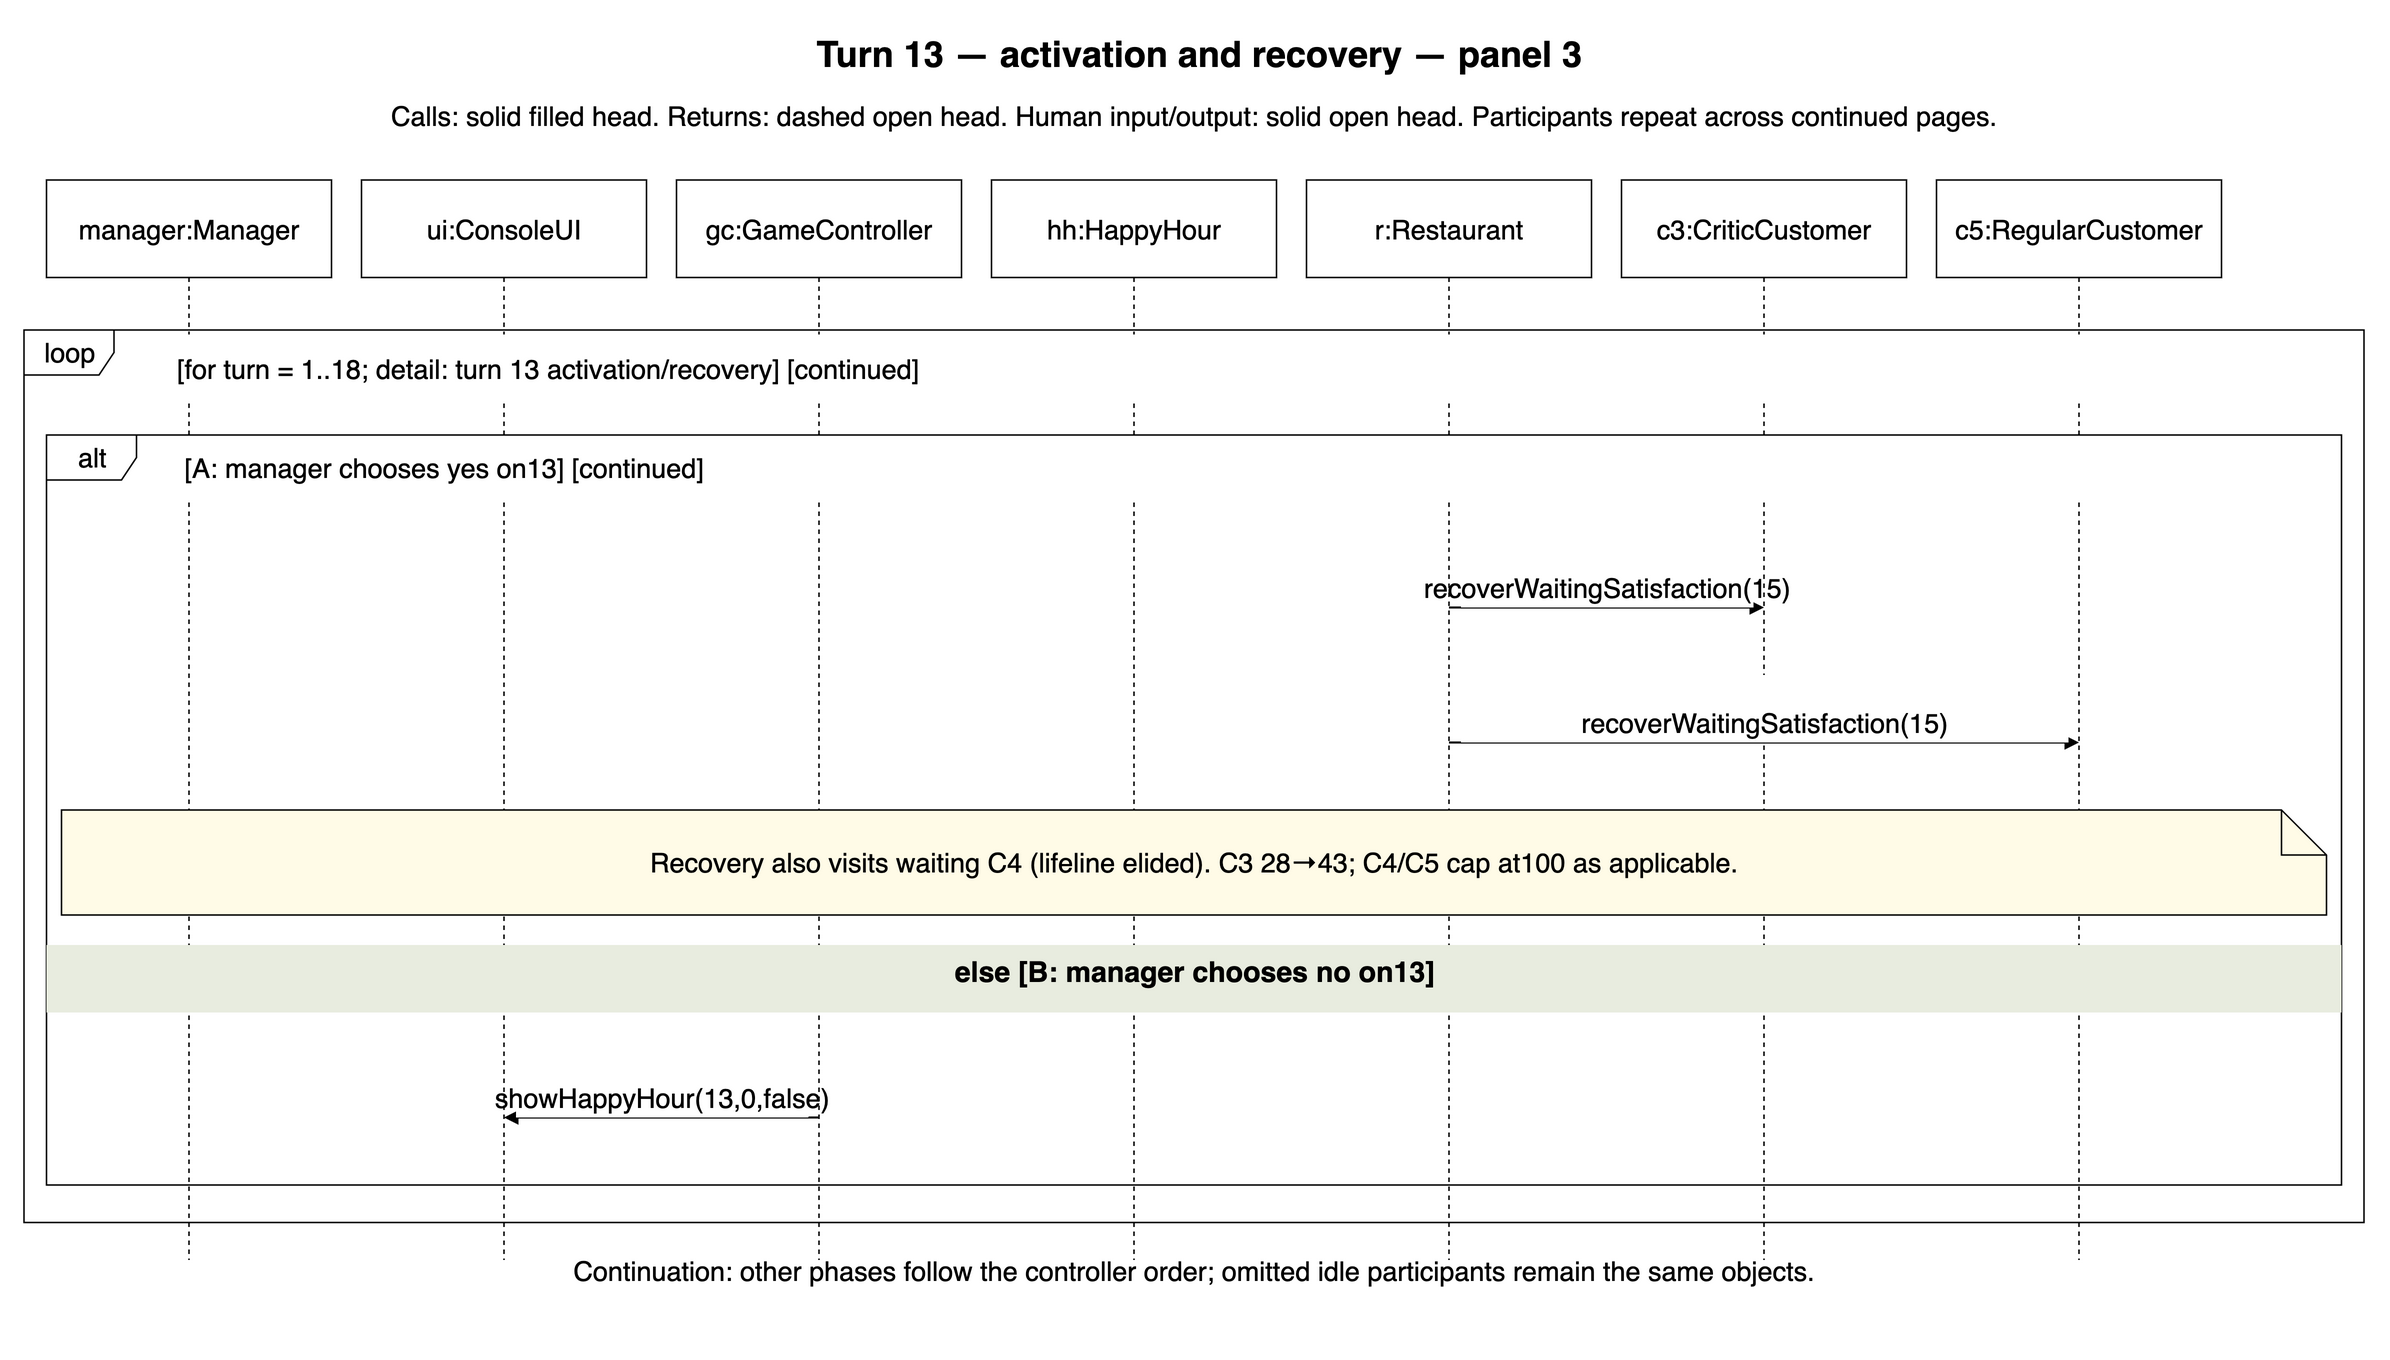 Turn 13 — activation and recovery — panel 3
Calls: solid filled head. Returns: dashed open head. Human input/output: solid open head. Participants repeat across continued pages.
manager:Manager
ui:ConsoleUI
gc:GameController
hh:HappyHour
r:Restaurant
c3:CriticCustomer
c5:RegularCustomer
loop
[for turn = 1..18; detail: turn 13 activation/recovery] [continued]
alt
[A: manager chooses yes on13] [continued]
recoverWaitingSatisfaction(15)
recoverWaitingSatisfaction(15)
Recovery also visits waiting C4 (lifeline elided). C3 28→43; C4/C5 cap at100 as applicable.
else [B: manager chooses no on13]
showHappyHour(13,0,false)
Continuation: other phases follow the controller order; omitted idle participants remain the same objects.